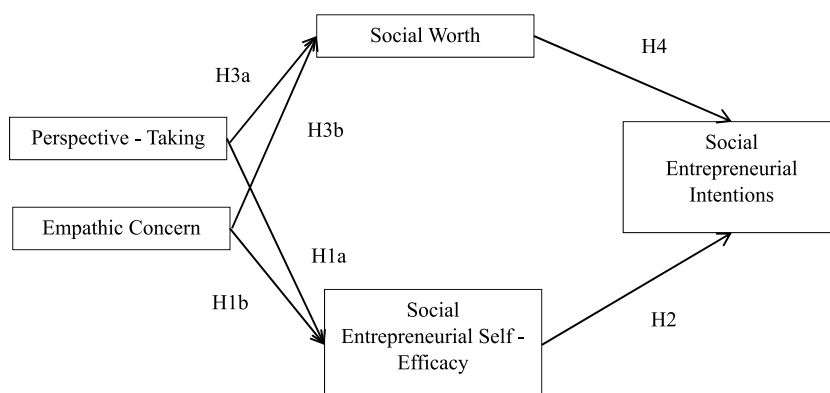 Social Worth
H4
H3a
H3b
Perspective - Taking
Social
Entrepreneurial
Intentions
Empathic Concern
H1a
H1b
Social
Entrepreneurial Self -
Efficacy
H2